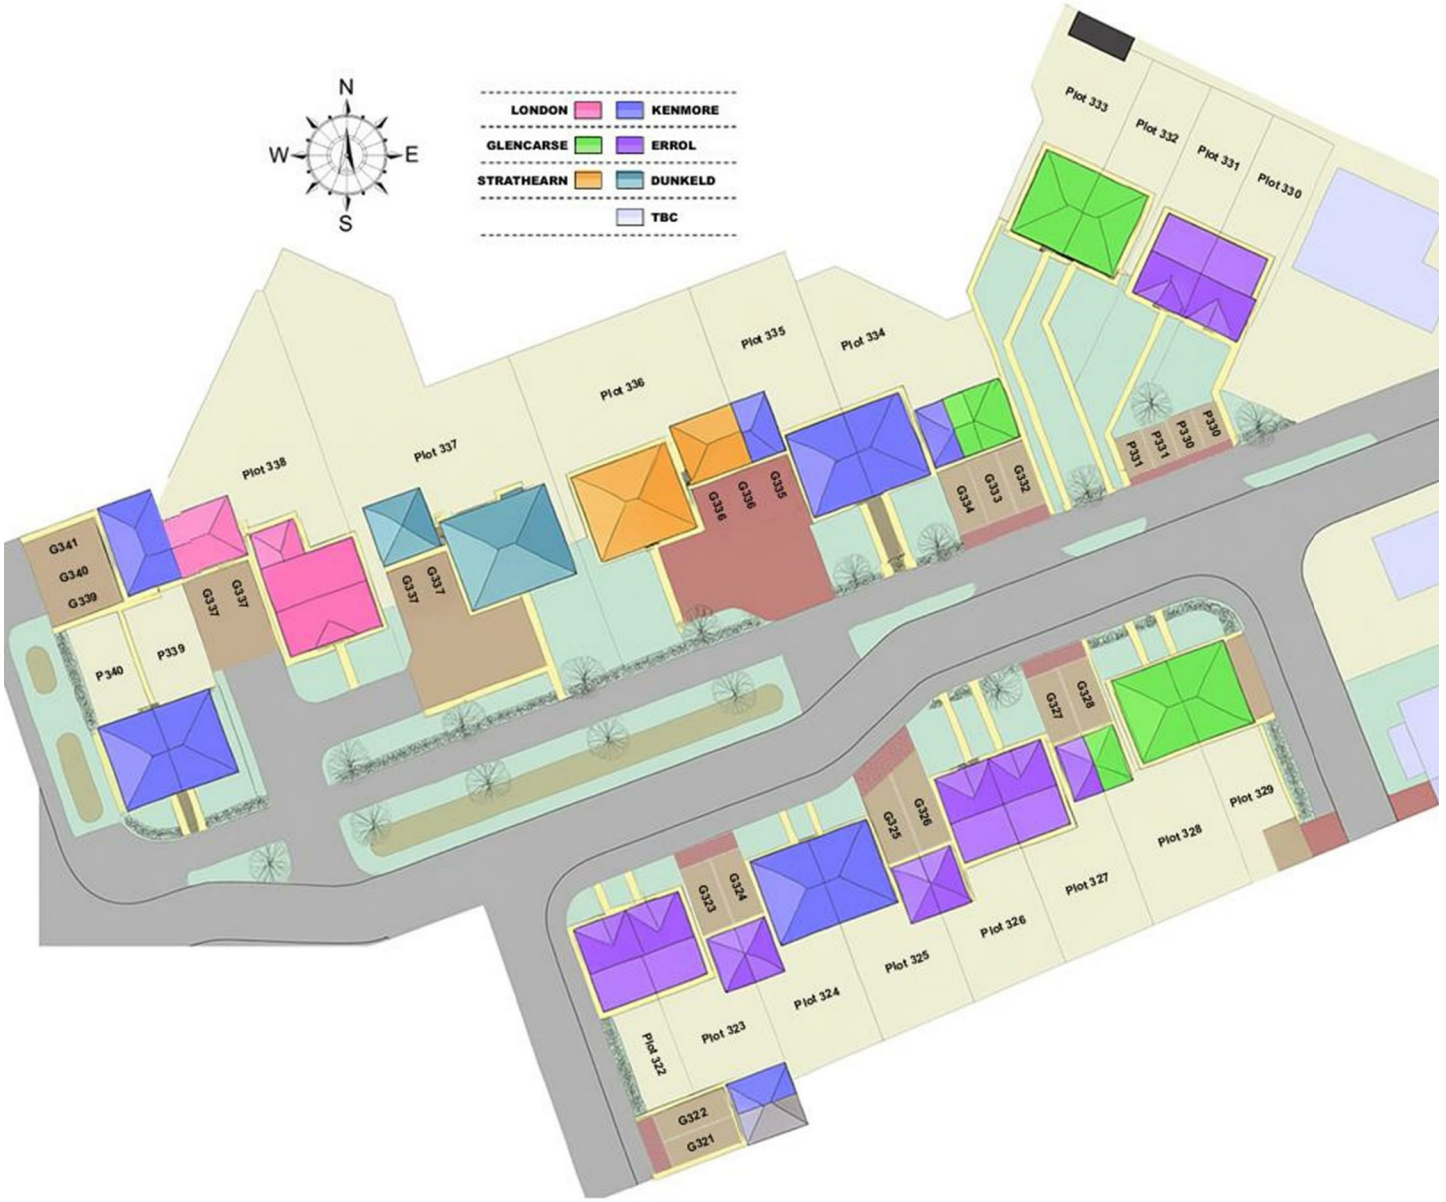 N
W E
S
LONDON KENMORE
GLENCARSE ERROL
STRATHEARN DUNKELD
TBC
Plot 333
Plot 332
Plot 331
Plot 330
Plot 334
Plot 335
Plot 336
Plot 337
Plot 338
P331
P331
P330
P330
G334
G333
G332
G336
G336
G335
G337
G337
G337
G337
G341
G340
G339
P340
P339
G327
G328
G325
G326
G323
G324
Plot 329
Plot 328
Plot 327
Plot 326
Plot 325
Plot 324
Plot 323
Plot 322
G322
G321